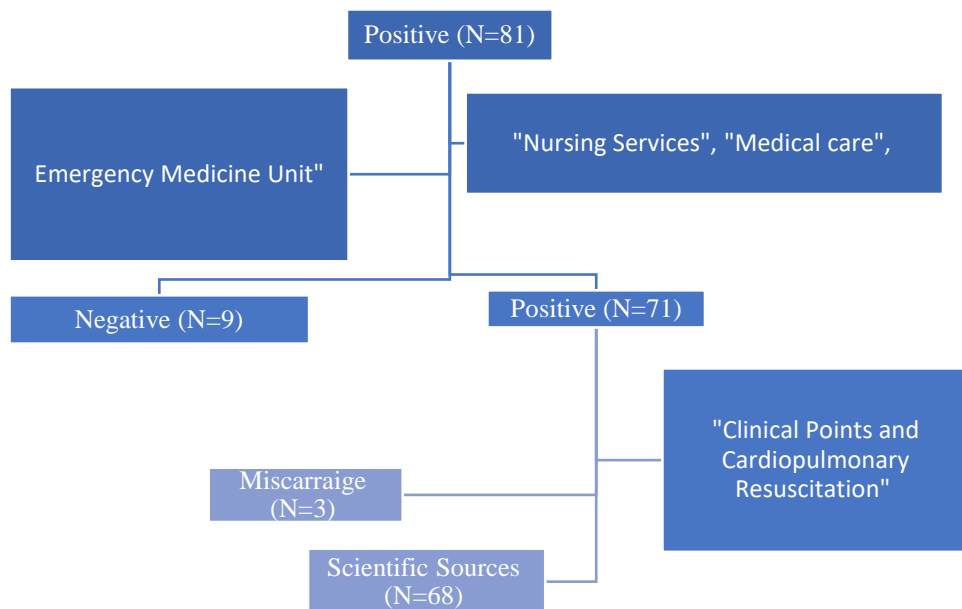 Positive (N=81)
Emergency Medicine Unit"
"Nursing Services", "Medical care",
Negative (N=9)
Positive (N=71)
"Clinical Points and
Cardiopulmonary
Resuscitation"
Miscarraige
(N=3)
Scientific Sources
(N=68)